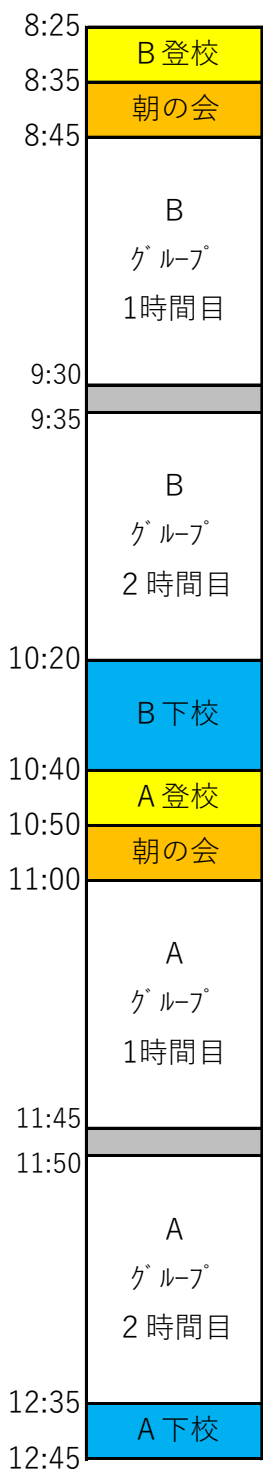 8:25
B登校
8:35
朝の会
8:45
B
ｸﾞﾙｰﾌﾟ
1時間目
9:30
9:35
B
ｸﾞﾙｰﾌﾟ
２時間目
10:20
B下校
10:40
A登校
10:50
朝の会
11:00
A
ｸﾞﾙｰﾌﾟ
1時間目
11:45
11:50
A
ｸﾞﾙｰﾌﾟ
２時間目
12:35
A下校
12:45